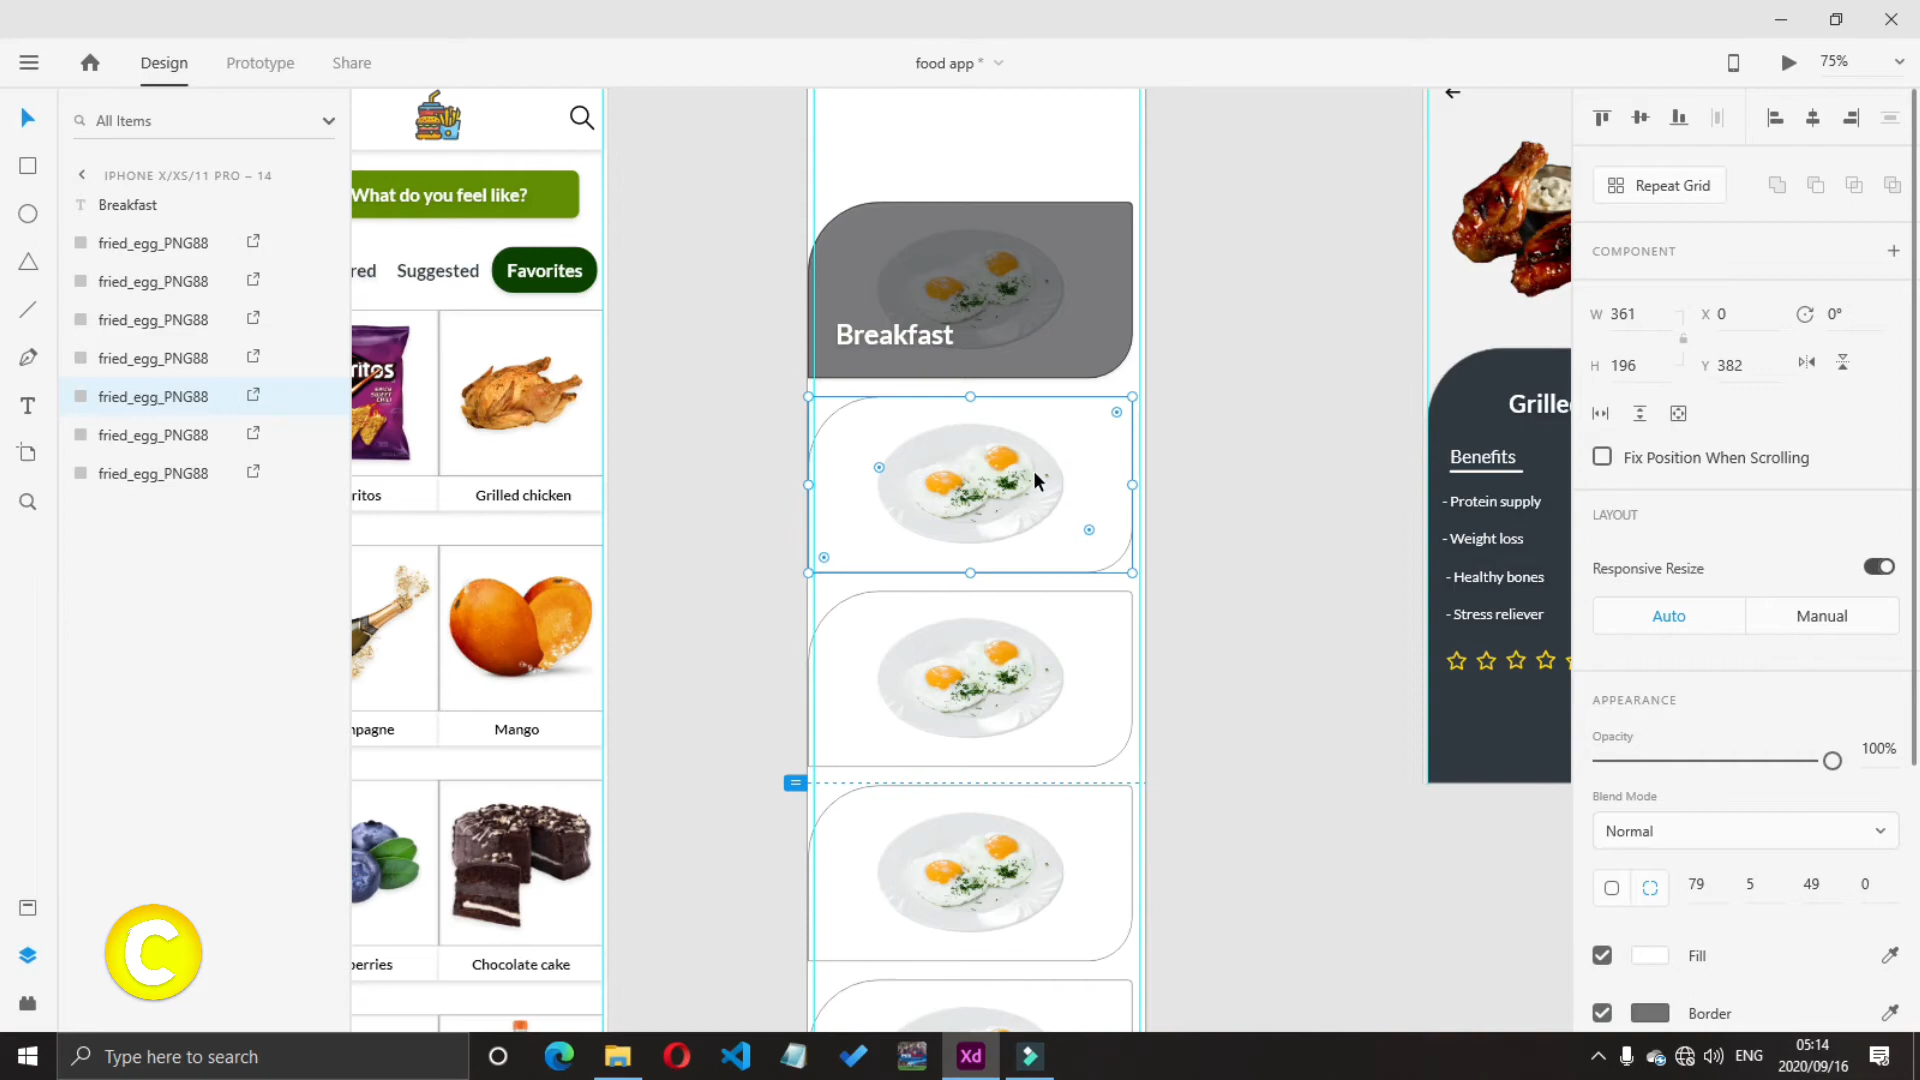 Design
Prototype
Share
food app *
75%
All Items
IPHONE X/XS/11 PRO – 14
T Breakfast
fried_egg_PNG88
fried_egg_PNG88
fried_egg_PNG88
fried_egg_PNG88
fried_egg_PNG88
fried_egg_PNG88
fried_egg_PNG88
What do you feel like?
red
Suggested
Favorites
ritos
Grilled chicken
mpagne
Mango
berries
Chocolate cake
Breakfast
Grille
Benefits
- Protein supply
- Weight loss
- Healthy bones
- Stress reliever
Repeat Grid
COMPONENT
W 361 X 0 0°
H 196 Y 382
Fix Position When Scrolling
LAYOUT
Responsive Resize
Auto Manual
APPEARANCE
Opacity
100%
Blend Mode
Normal
79 5 49 0
Fill
Border
C
Type here to search
Xd
ENG
05:14
2020/09/16